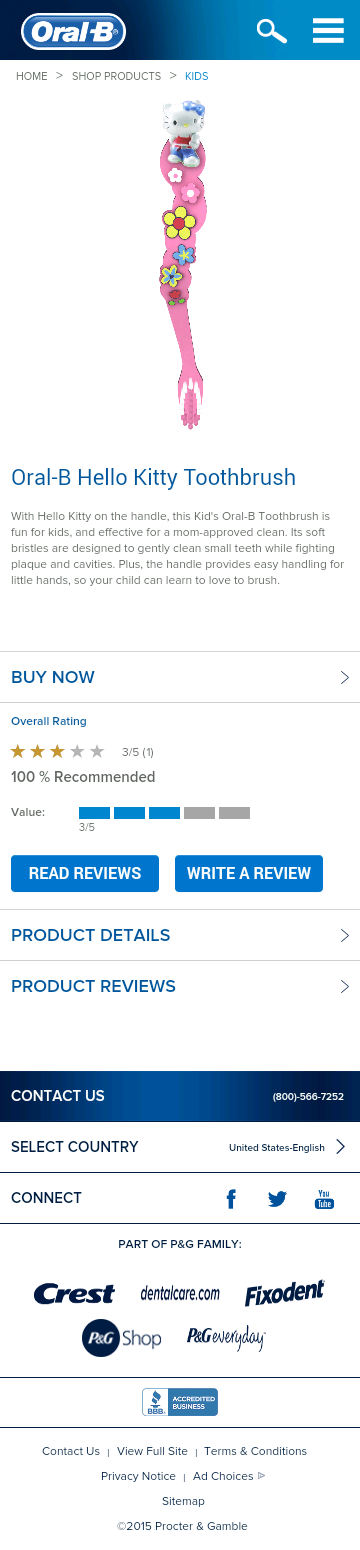 Oral-B®
HOME > SHOP PRODUCTS > KIDS
Oral-B Hello Kitty Toothbrush
With Hello Kitty on the handle, this Kid's Oral-B Toothbrush is
fun for kids, and effective for a mom-approved clean. Its soft
bristles are designed to gently clean small teeth while fighting
plaque and cavities. Plus, the handle provides easy handling for
little hands, so your child can learn to love to brush.
BUY NOW
Overall Rating
3/5 (1)
100 % Recommended
Value:
3/5
READ REVIEWS WRITE A REVIEW
PRODUCT DETAILS
PRODUCT REVIEWS
CONTACT US (800)-566-7252
SELECT COUNTRY United States-English
CONNECT f You Tube
PART OF P&G FAMILY:
Crest dentalcare.com Fixodent
P&G Shop P&G everyday
BBB. ACCREDITED BUSINESS
Contact Us | View Full Site | Terms & Conditions
Privacy Notice | Ad Choices
Sitemap
©2015 Procter & Gamble